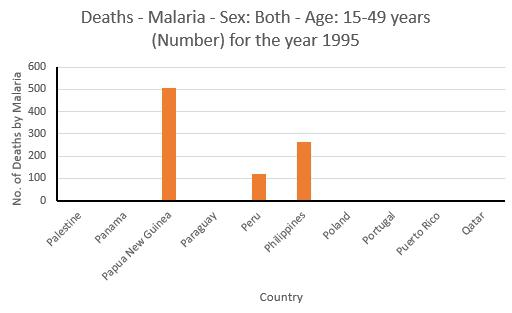 Deaths - Malaria - Sex: Both - Age: 15-49 years
(Number) for the year 1995
No. of Deaths by Malaria
600
500
400
300
200
100
0
Palestine
Panama
Papua New Guinea
Paraguay
Peru
Philippines
Poland
Portugal
Puerto Rico
Qatar
Country